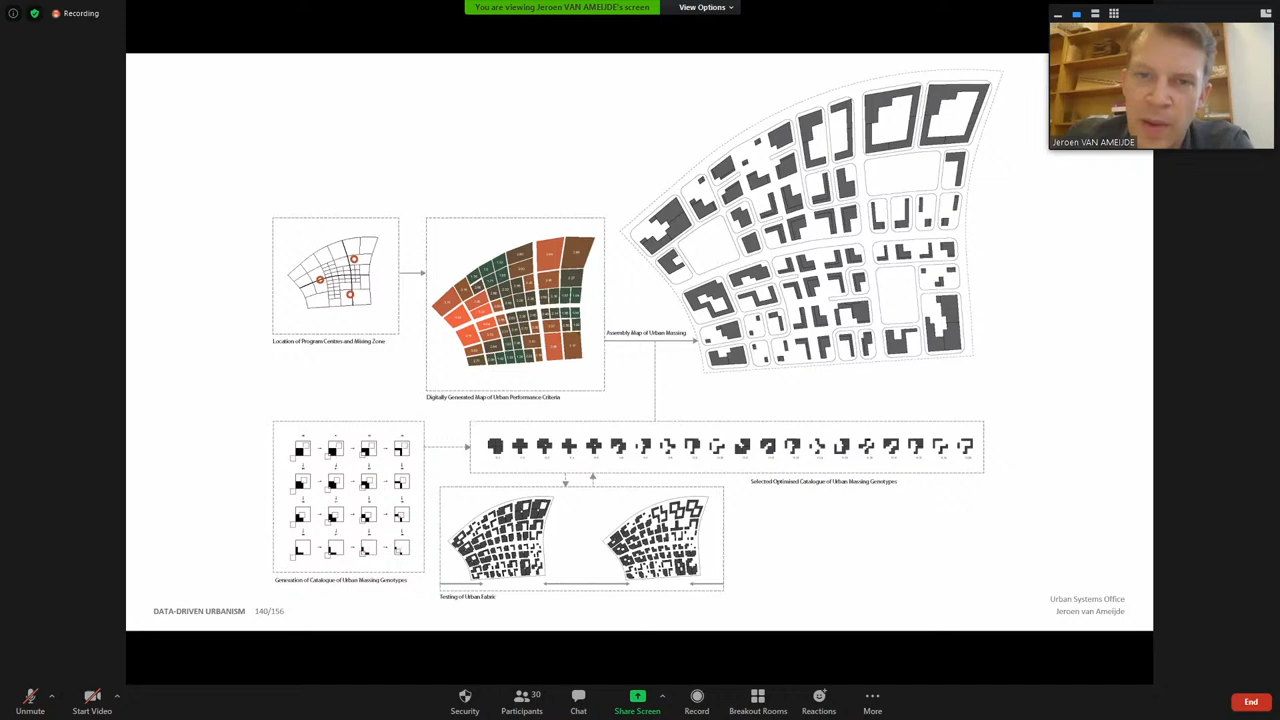 Recording
You are viewing Jeroen VAN AMEIJDE's screen
View Options
Jeroen VAN AMEIJDE
Location of Program Centres and Mixing Zone
Assembly Map of Urban Massing
Digitally Generated Map of Urban Performance Criteria
Selected Optimised Catalogue of Urban Massing Genotypes
Generation of Catalogue of Urban Massing Genotypes
Testing of Urban Fabric
DATA-DRIVEN URBANISM 140/156
Urban Systems Office
Jeroen van Ameijde
Unmute
Start Video
Security
Participants
30
Chat
Share Screen
Record
Breakout Rooms
Reactions
More
End